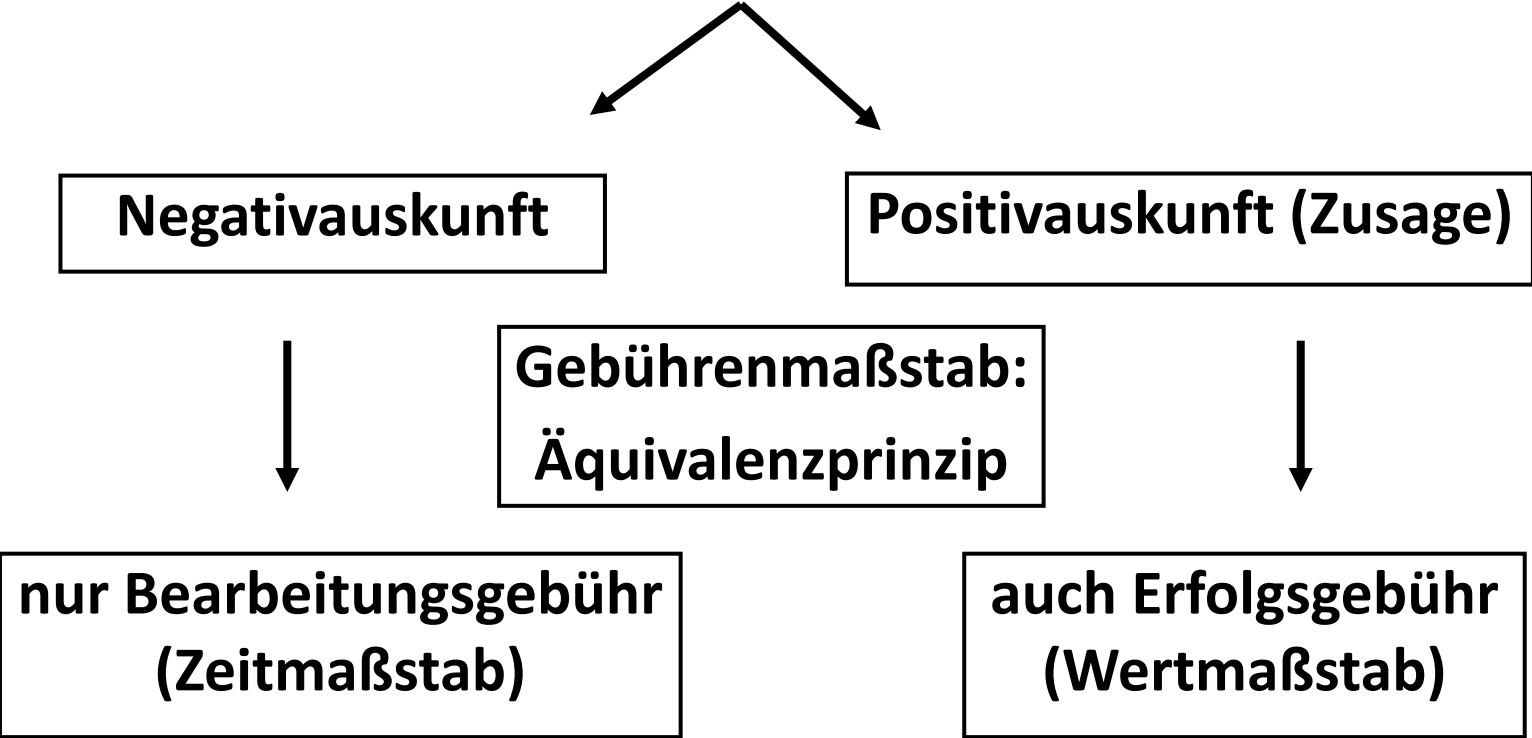 Negativauskunft
Positivauskunft (Zusage)
Gebührenmaßstab:
Äquivalenzprinzip
nur Bearbeitungsgebühr
(Zeitmaßstab)
auch Erfolgsgebühr
(Wertmaßstab)